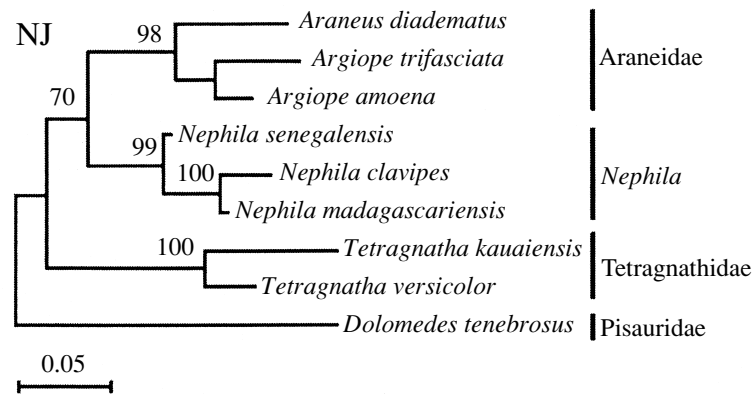 NJ
98
Araneus diadematus
Argiope trifasciata
Araneidae
70
Argiope amoena
Nephila senegalensis
99
100
Nephila clavipes
Nephila
Nephila madagascariensis
100
Tetragnatha kauaiensis
Tetragnathidae
Tetragnatha versicolor
Dolomedes tenebrosus
Pisauridae
0.05